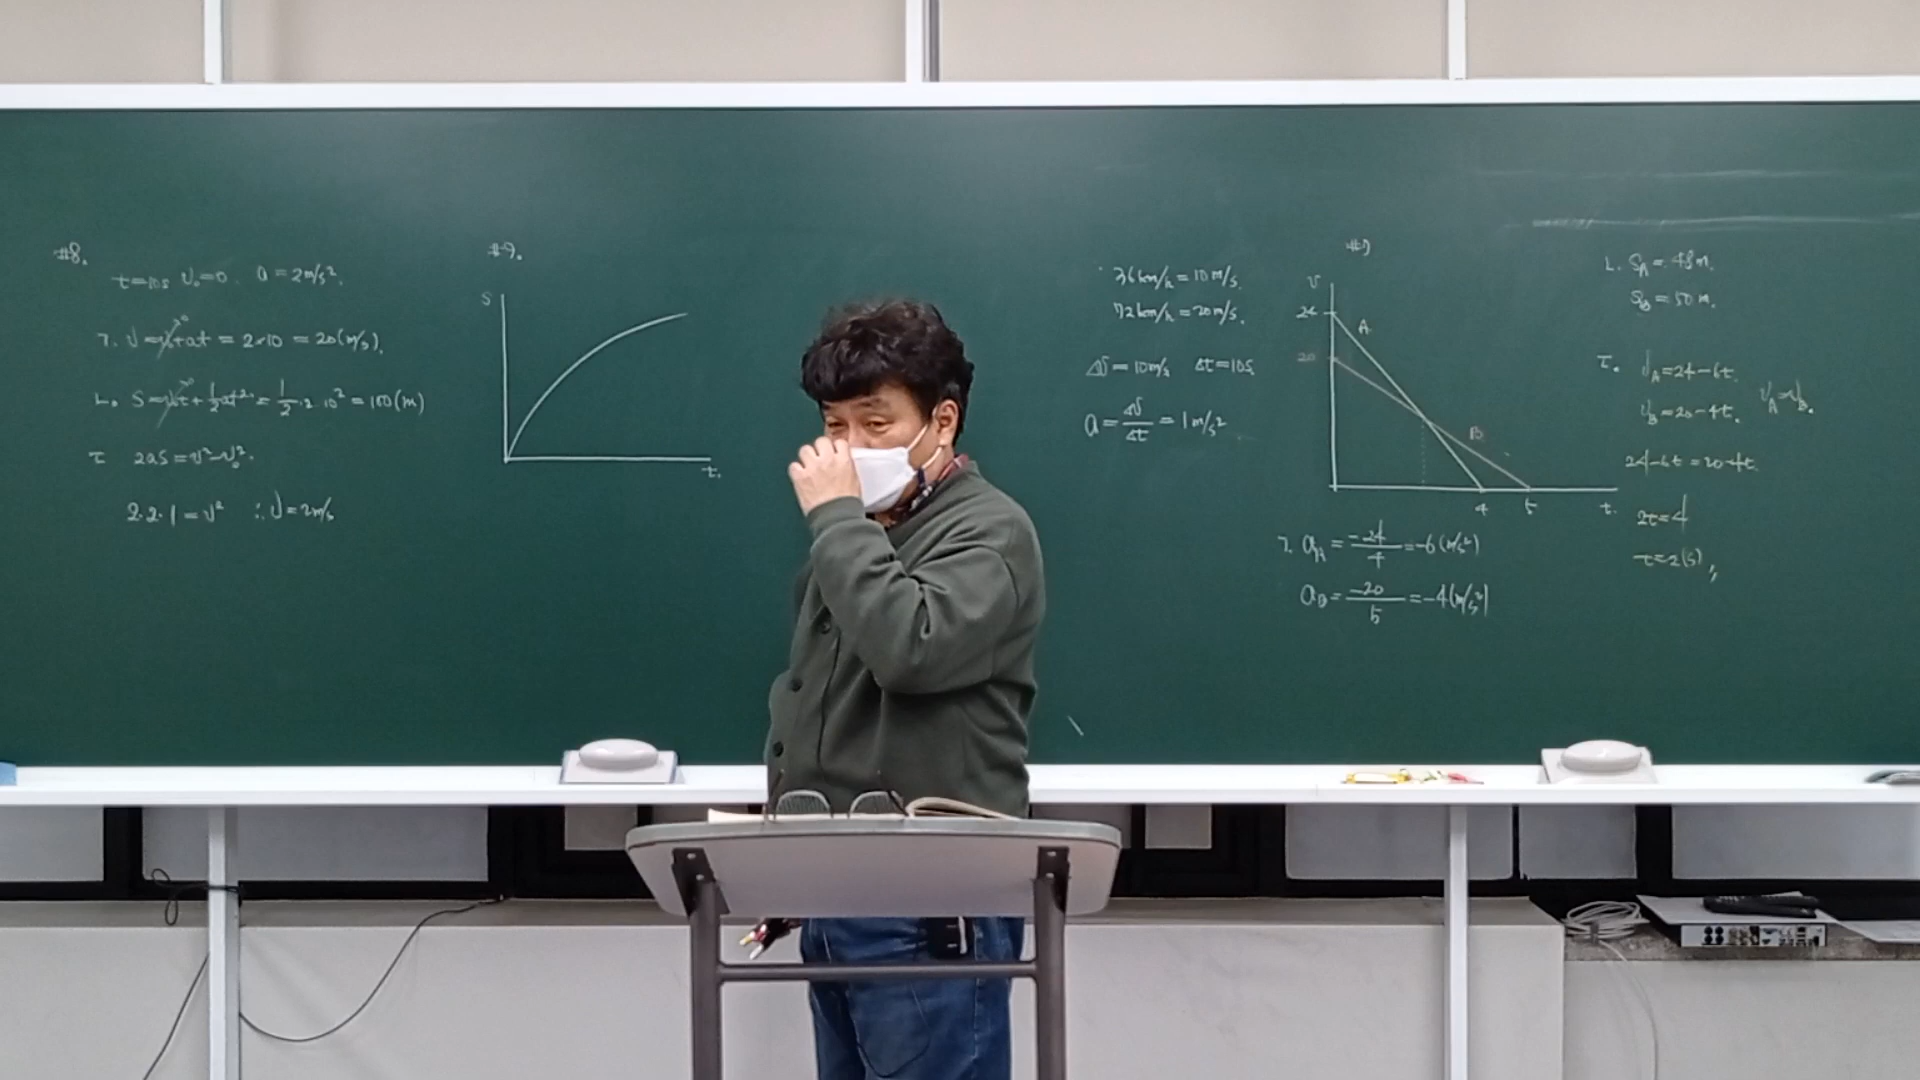 #8.
t=10s v₀=0. a=2m/s².
ㄱ. v=v₀+at = 2×10 = 20(m/s).
ㄴ. S=v₀t+½at²=½·2·10²=100(m)
ㄷ 2as=v²-v₀².
2·2·1=v² ∴v=2m/s
#9.
S
t.
36km/h=10m/s.
72km/h=20m/s.
Δv=10m/s Δt=10s.
a=Δv/Δt=1m/s²
#7
v
24
A
20
B
4 5 t.
ㄱ. a_A=-24/4=-6(m/s²)
a_B=-20/5=-4(m/s²)
ㄴ. S_A=48m.
S_B=50m.
ㄷ. v_A=24-6t.
v_B=20-4t. v_A=v_B.
24-6t=20-4t.
2t=4
t=2(s)